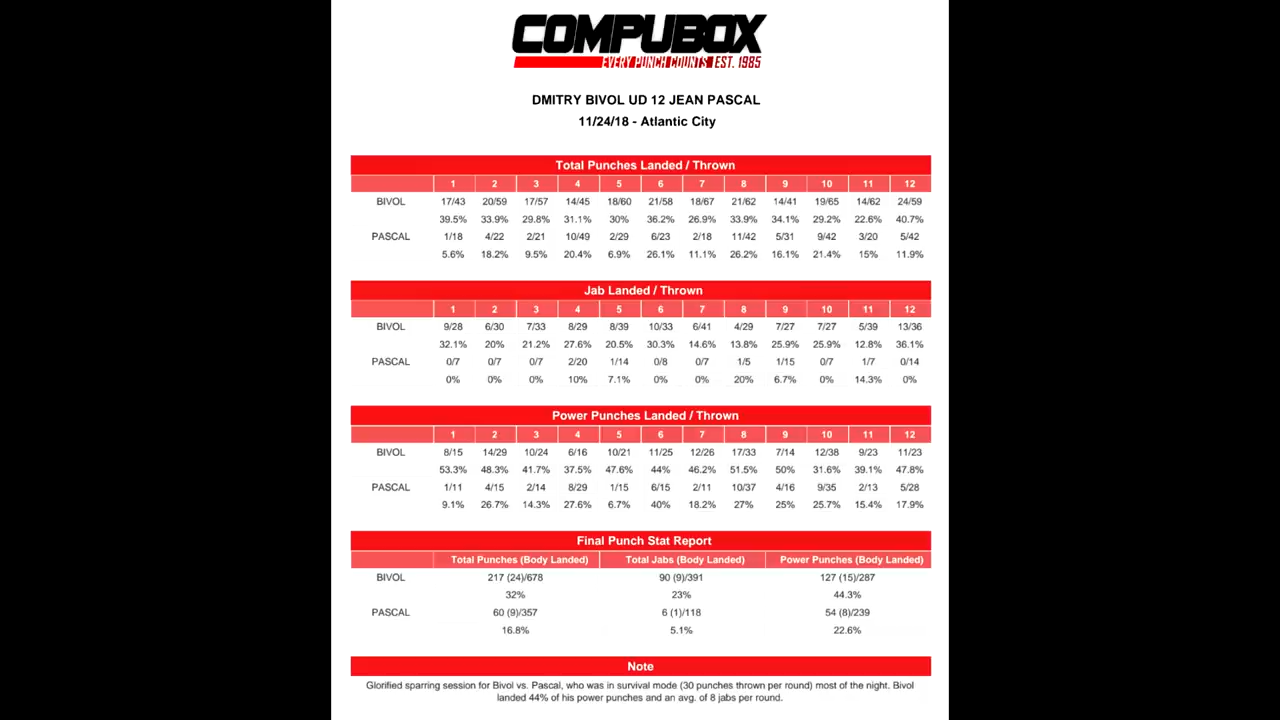 COMPUBOX
EVERY PUNCH COUNTS EST. 1985
DMITRY BIVOL UD 12 JEAN PASCAL
11/24/18 - Atlantic City
Total Punches Landed / Thrown
1 2 3 4 5 6 7 8 9 10 11 12
BIVOL 17/43 20/59 17/57 14/45 18/60 21/58 18/67 21/62 14/41 19/65 14/62 24/59
39.5% 33.9% 29.8% 31.1% 30% 36.2% 26.9% 33.9% 34.1% 29.2% 22.6% 40.7%
PASCAL 1/18 4/22 2/21 10/49 2/29 6/23 2/18 11/42 5/31 9/42 3/20 5/42
5.6% 18.2% 9.5% 20.4% 6.9% 26.1% 11.1% 26.2% 16.1% 21.4% 15% 11.9%
Jab Landed / Thrown
1 2 3 4 5 6 7 8 9 10 11 12
BIVOL 9/28 6/30 7/33 8/29 8/39 10/33 6/41 4/29 7/27 7/27 5/39 13/36
32.1% 20% 21.2% 27.6% 20.5% 30.3% 14.6% 13.8% 25.9% 25.9% 12.8% 36.1%
PASCAL 0/7 0/7 0/7 2/20 1/14 0/8 0/7 1/5 1/15 0/7 1/7 0/14
0% 0% 0% 10% 7.1% 0% 0% 20% 6.7% 0% 14.3% 0%
Power Punches Landed / Thrown
1 2 3 4 5 6 7 8 9 10 11 12
BIVOL 8/15 14/29 10/24 6/16 10/21 11/25 12/26 17/33 7/14 12/38 9/23 11/23
53.3% 48.3% 41.7% 37.5% 47.6% 44% 46.2% 51.5% 50% 31.6% 39.1% 47.8%
PASCAL 1/11 4/15 2/14 8/29 1/15 6/15 2/11 10/37 4/16 9/35 2/13 5/28
9.1% 26.7% 14.3% 27.6% 6.7% 40% 18.2% 27% 25% 25.7% 15.4% 17.9%
Final Punch Stat Report
Total Punches (Body Landed) Total Jabs (Body Landed) Power Punches (Body Landed)
BIVOL 217 (24)/678 90 (9)/391 127 (15)/287
32% 23% 44.3%
PASCAL 60 (9)/357 6 (1)/118 54 (8)/239
16.8% 5.1% 22.6%
Note
Glorified sparring session for Bivol vs. Pascal, who was in survival mode (30 punches thrown per round) most of the night. Bivol
landed 44% of his power punches and an avg. of 8 jabs per round.